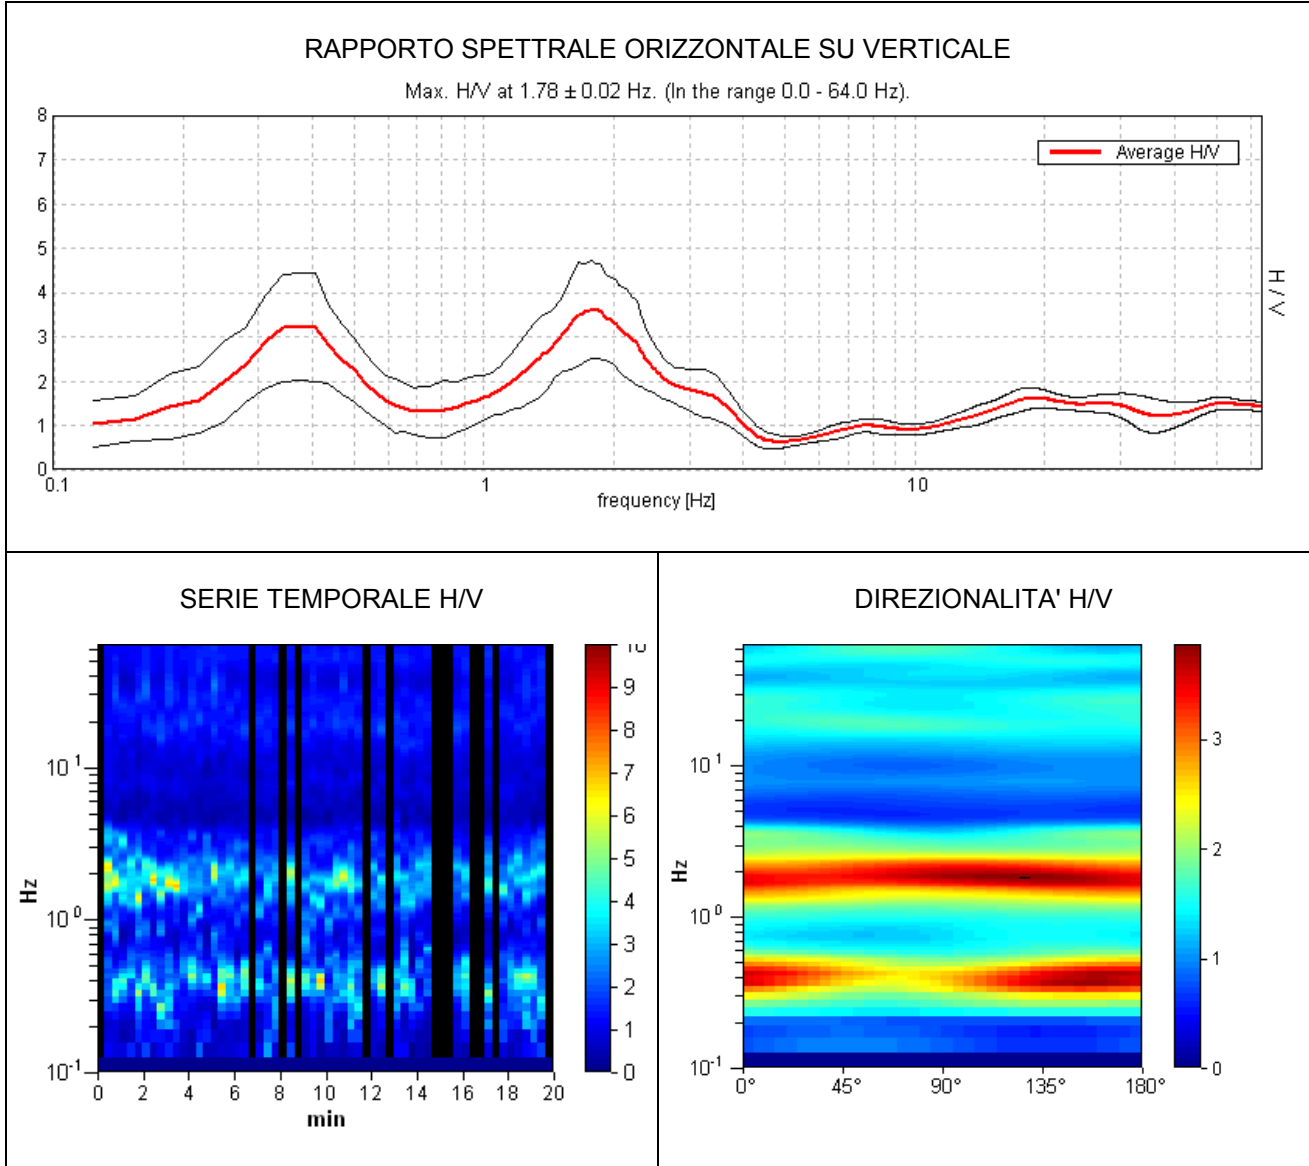 RAPPORTO SPETTRALE ORIZZONTALE SU VERTICALE
Max. H/V at 1.78 ± 0.02 Hz. (In the range 0.0 - 64.0 Hz).
8
7
6
5
4
3
2
1
0
Average H/V
H / V
0.1
1
10
frequency [Hz]
SERIE TEMPORALE H/V
Hz
10^1
10^0
10^-1
0 2 4 6 8 10 12 14 16 18 20
min
10
9
8
7
6
5
4
3
2
1
0
DIREZIONALITA' H/V
Hz
10^1
10^0
10^-1
0° 45° 90° 135° 180°
3
2
1
0